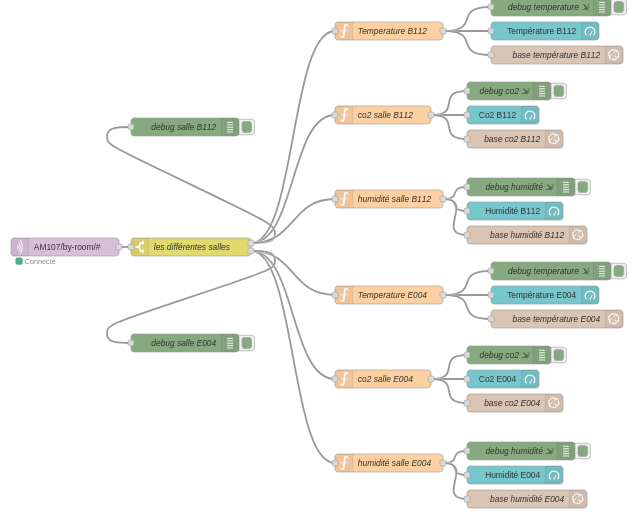 debug temperature
Temperature B112
Température B112
base température B112
debug co2
co2 salle B112
Co2 B112
debug salle B112
base co2 B112
debug humidité
humidité salle B112
Humidité B112
base humidité B112
AM107/by-rom/#
les différentes salles
Connecté
debug temperature
Temperature E004
Température E004
base température E004
debug salle E004
debug co2
co2 salle E004
Co2 E004
base co2 E004
debug humidité
humidité salle E004
Humidité E004
base humidité E004